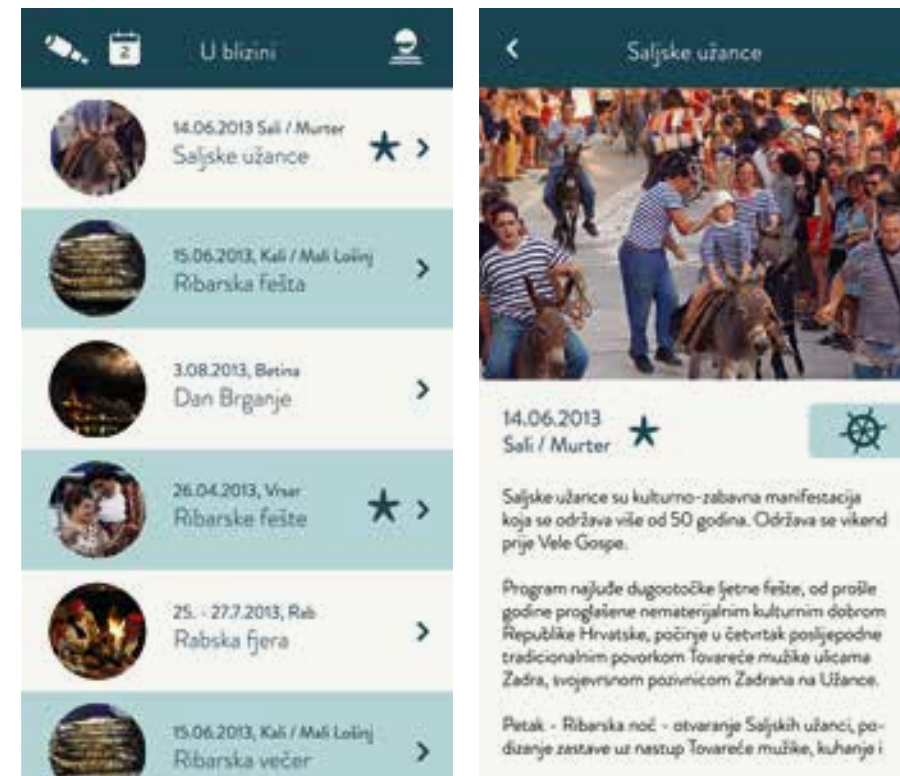 2
U blizini
14.06.2013 Sali / Murter
Saljske užance
15.06.2013, Kali / Mali Lošinj
Ribarska fešta
3.08.2013, Betina
Dan Brganje
26.04.2013, Vrsar
Ribarske fešte
25. - 27.7.2013, Rab
Rabska fjera
15.06.2013, Kali / Mali Lošinj
Ribarska večer
Saljske užance
14.06.2013
Sali / Murter
Saljske užance su kulturno-zabavna manifestacija
koja se održava više od 50 godina. Održava se vikend
prije Vele Gospe.
Program najluđe dugootočke ljetne fešte, od prošle
godine proglašene nematerijalnim kulturnim dobrom
Republike Hrvatske, počinje u četvrtak poslijepodne
tradicionalnim povorkom Tovareće mužike ulicama
Zadra, svojevrsnom pozivnicom Zadrana na Užance.
Petak - Ribarska noć - otvaranje Saljskih užanci, po-
dizanje zastave uz nastup Tovareće mužike, kuhanje i